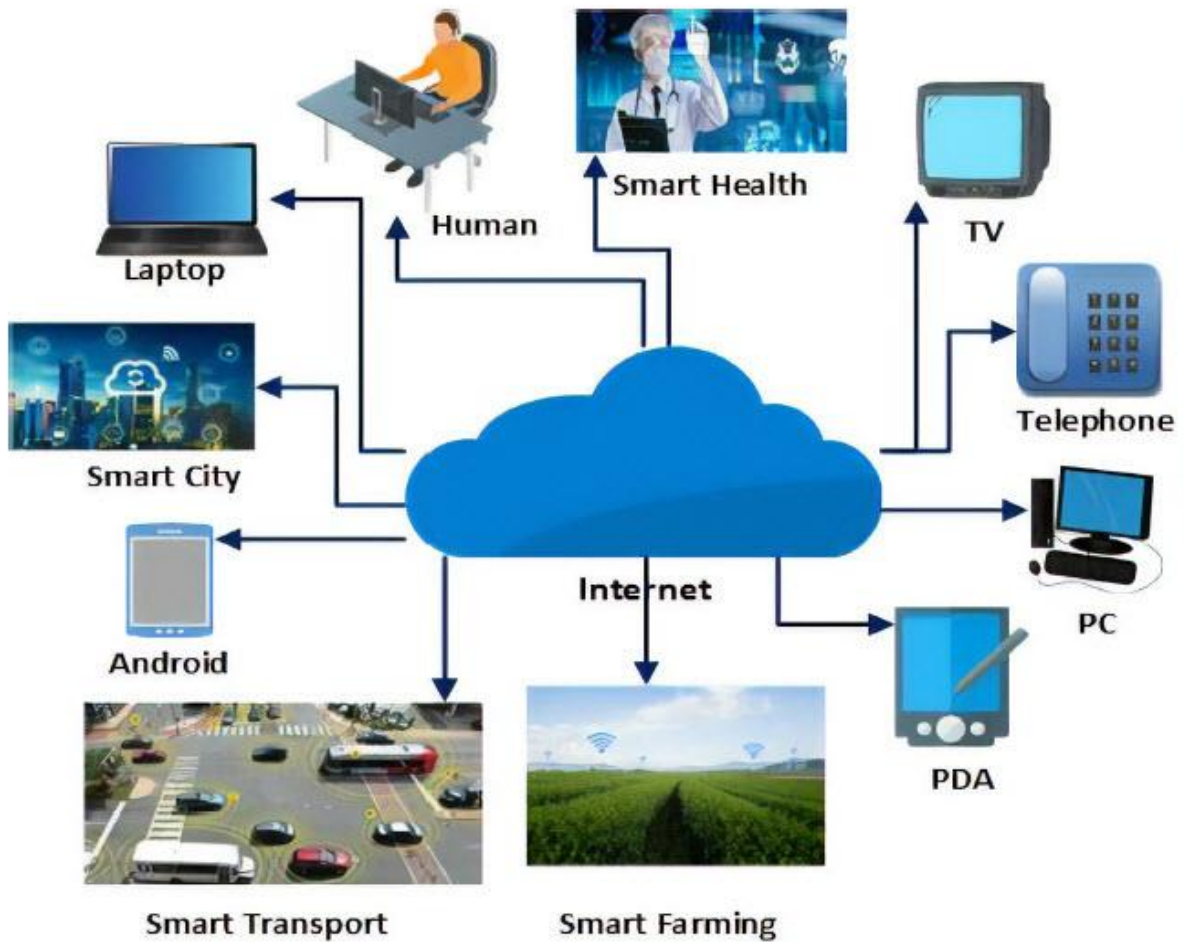 Smart Health
Human
TV
Laptop
Telephone
Smart City
Internet
PC
Android
PDA
Smart Transport
Smart Farming